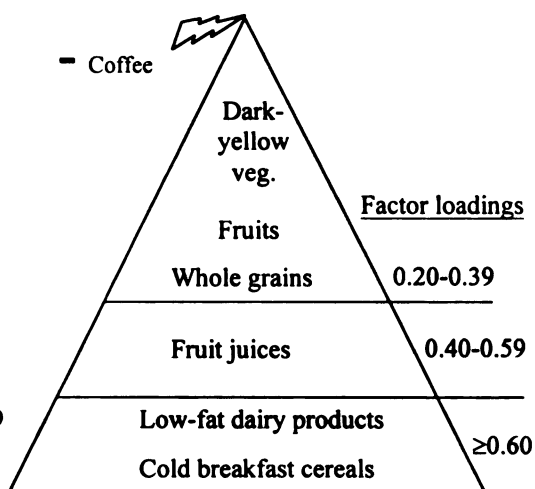 - Coffee
Dark-
yellow
veg.
Factor loadings
Fruits
Whole grains 0.20-0.39
Fruit juices 0.40-0.59
Low-fat dairy products
≥0.60
Cold breakfast cereals